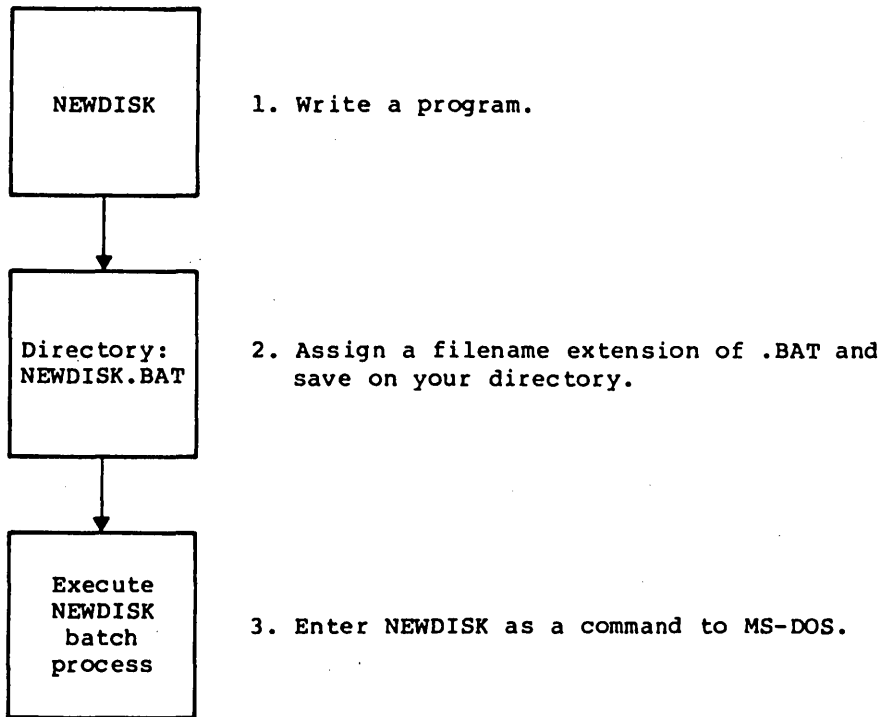 NEWDISK
1. Write a program.
Directory:
NEWDISK.BAT
2. Assign a filename extension of .BAT and
save on your directory.
Execute
NEWDISK
batch
process
3. Enter NEWDISK as a command to MS-DOS.